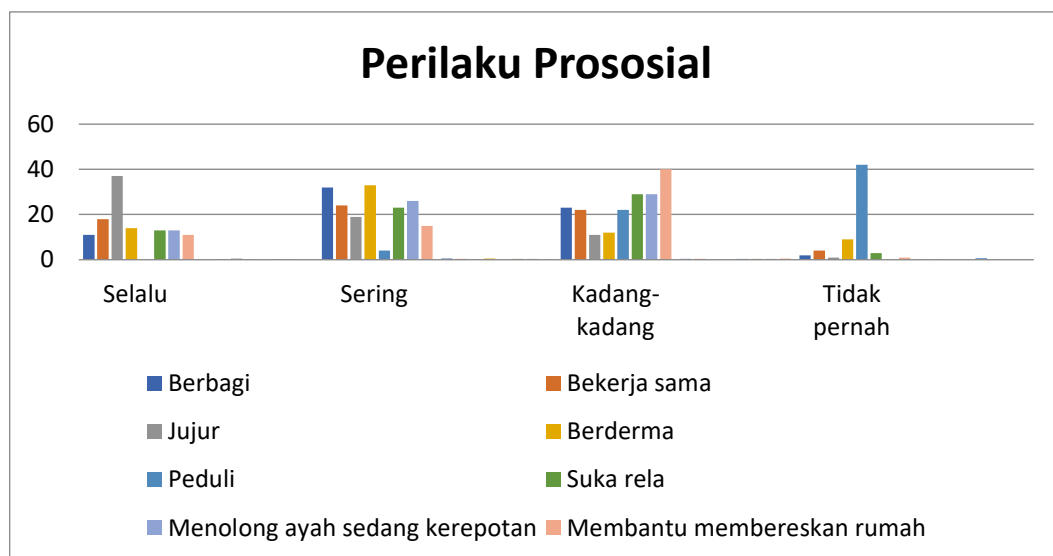 Perilaku Prososial
60
40
20
0
Selalu
Sering
Kadang-
kadang
Tidak
pernah
Berbagi
Bekerja sama
Jujur
Berderma
Peduli
Suka rela
Menolong ayah sedang kerepotan
Membantu membereskan rumah